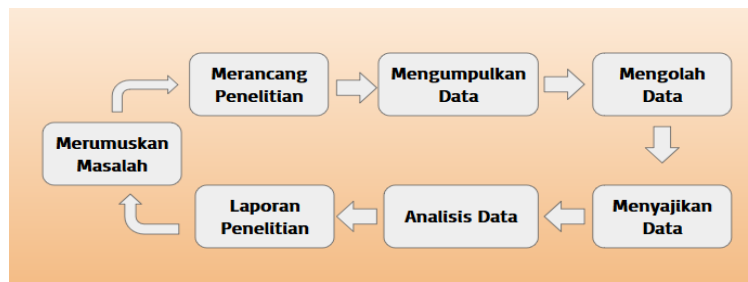 Merancang
Penelitian
Mengumpulkan
Data
Mengolah
Data
Merumuskan
Masalah
Laporan
Penelitian
Analisis Data
Menyajikan
Data